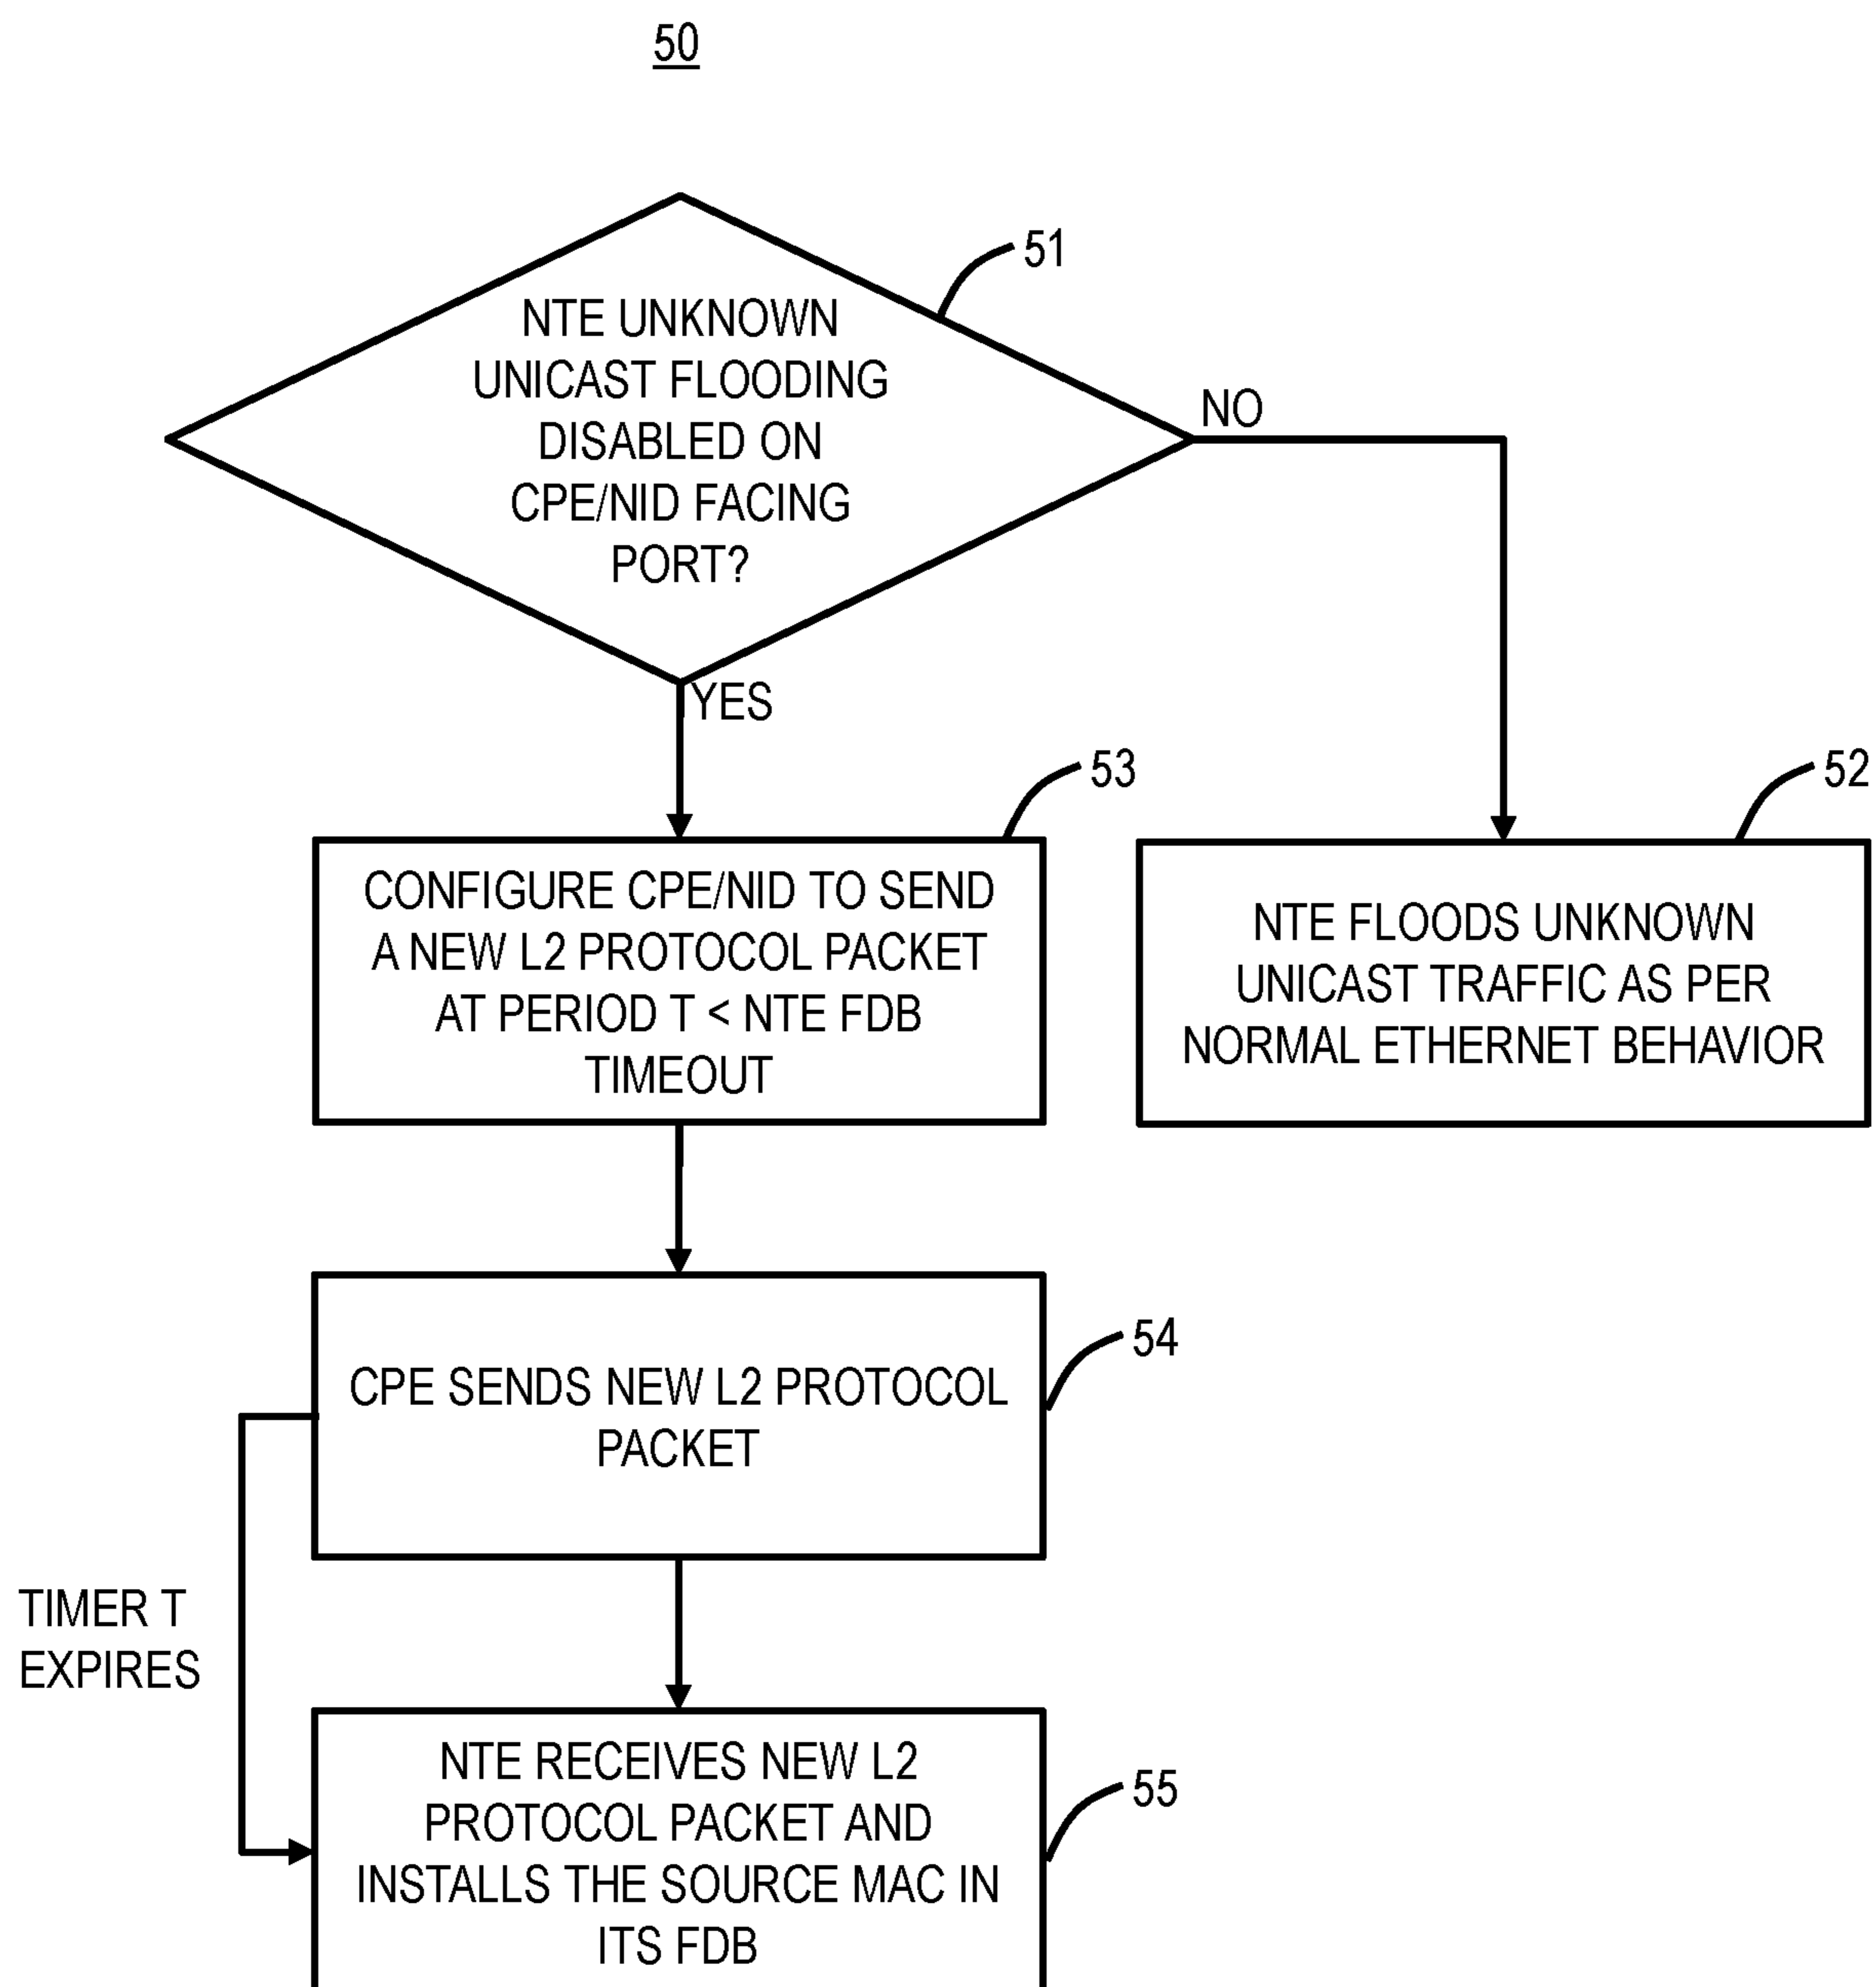 50
51
NTE UNKNOWN
UNICAST FLOODING
DISABLED ON
CPE/NID FACING
PORT?
NO
YES
53
52
CONFIGURE CPE/NID TO SEND
A NEW L2 PROTOCOL PACKET
AT PERIOD T < NTE FDB
TIMEOUT
NTE FLOODS UNKNOWN
UNICAST TRAFFIC AS PER
NORMAL ETHERNET BEHAVIOR
54
CPE SENDS NEW L2 PROTOCOL
PACKET
TIMER T
EXPIRES
55
NTE RECEIVES NEW L2
PROTOCOL PACKET AND
INSTALLS THE SOURCE MAC IN
ITS FDB